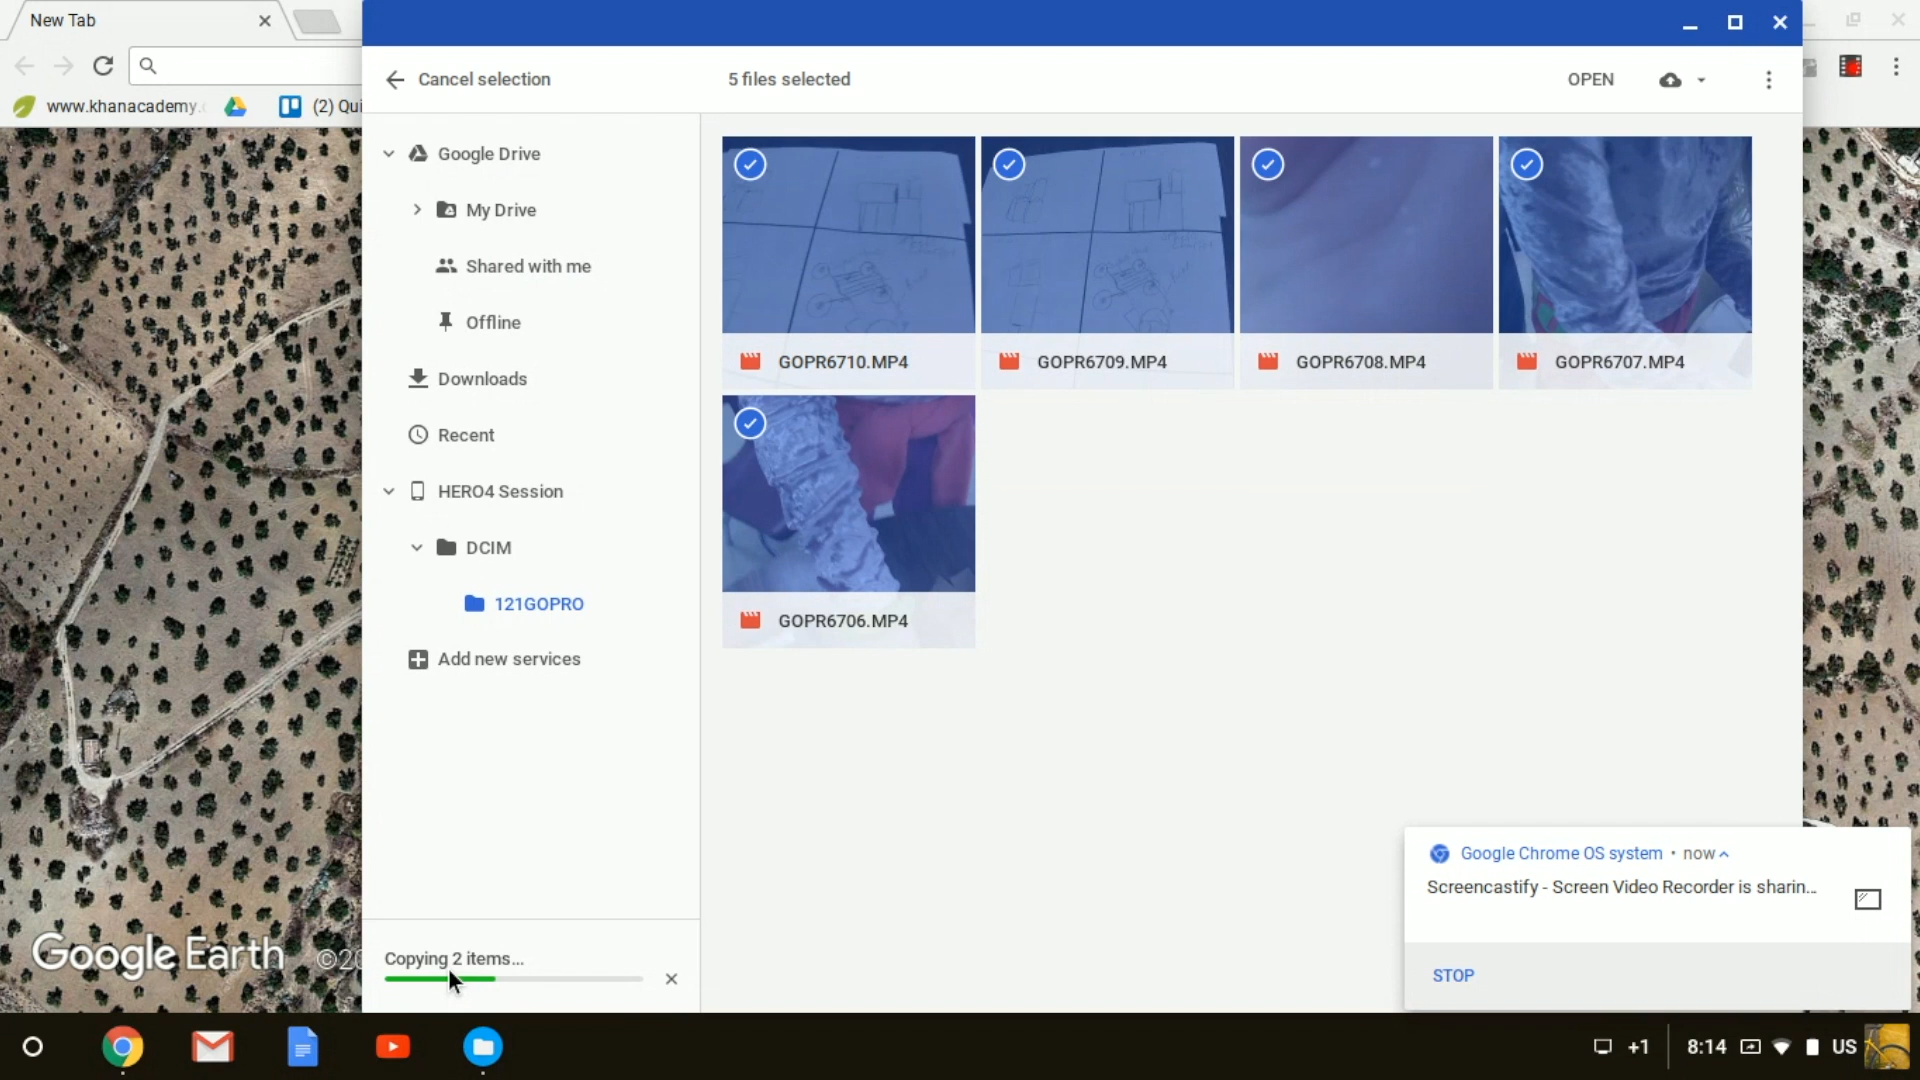 New Tab
www.khanacademy.
(2) Qui
Cancel selection
5 files selected
OPEN
Google Drive
My Drive
Shared with me
Offline
Downloads
Recent
HERO4 Session
DCIM
121GOPRO
Add new services
GOPR6710.MP4
GOPR6709.MP4
GOPR6708.MP4
GOPR6707.MP4
GOPR6706.MP4
Google Chrome OS system • now
Screencastify - Screen Video Recorder is sharin...
STOP
Google Earth ©20
Copying 2 items...
+1
8:14
US